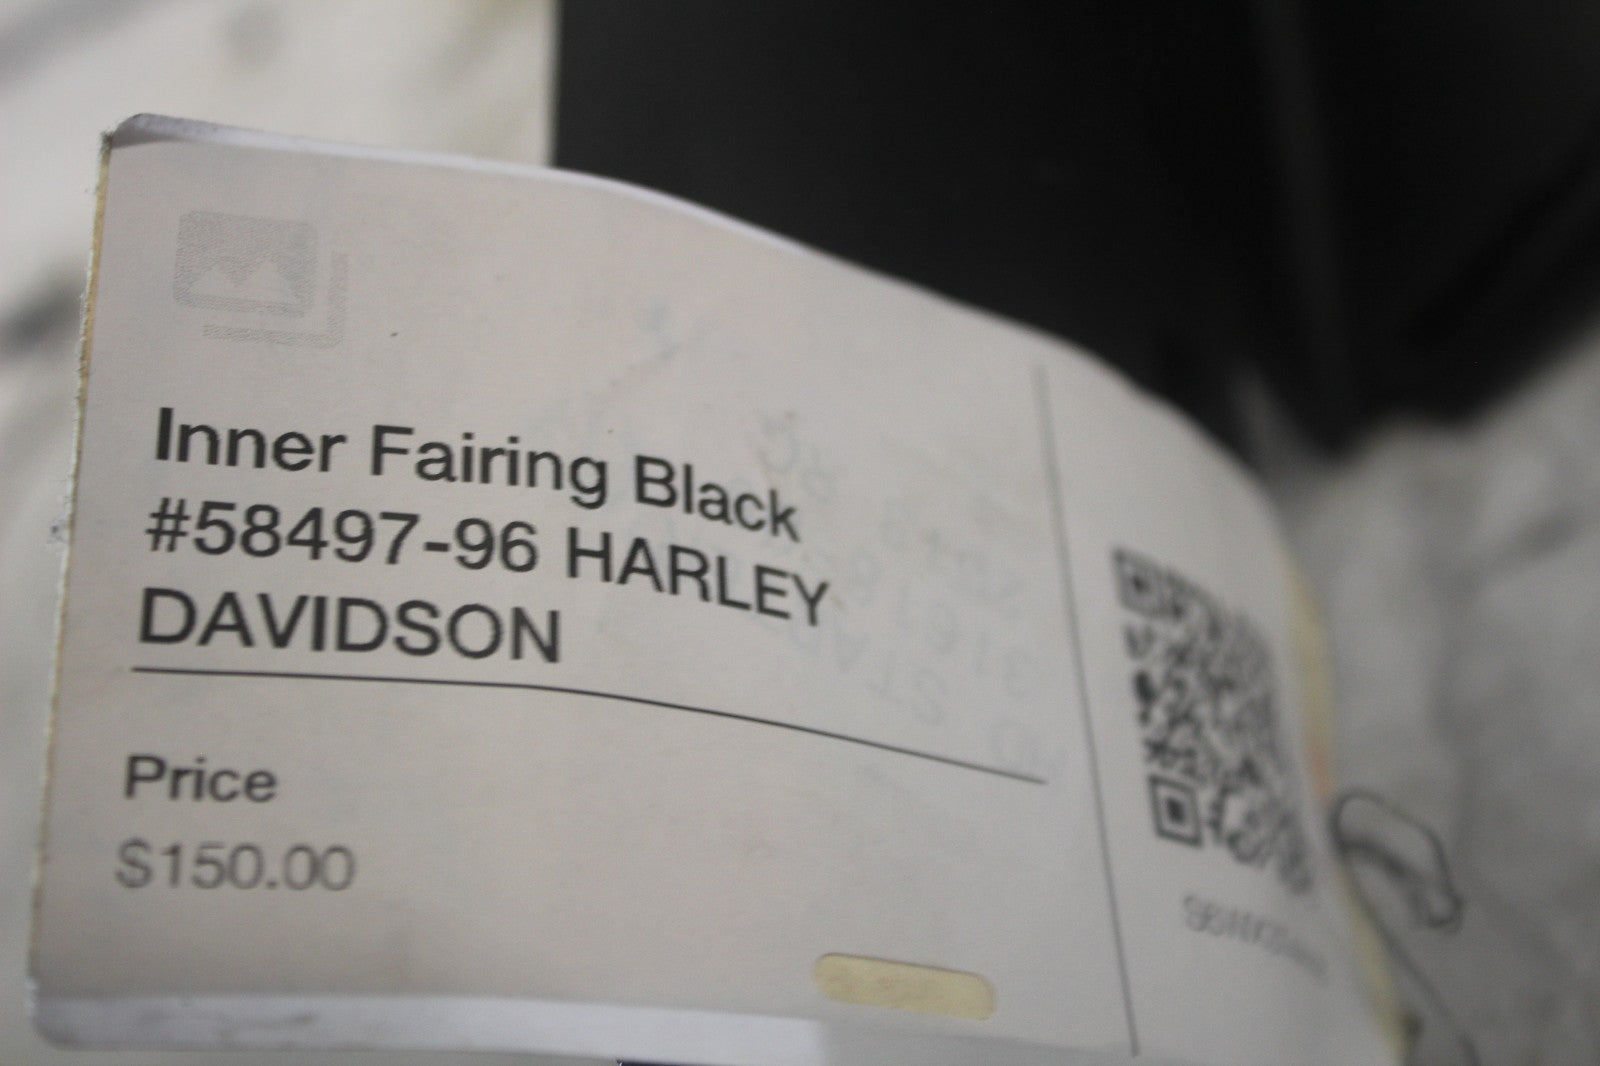 Inner Fairing Black
#58497-96 HARLEY
DAVIDSON
Price
$150.00